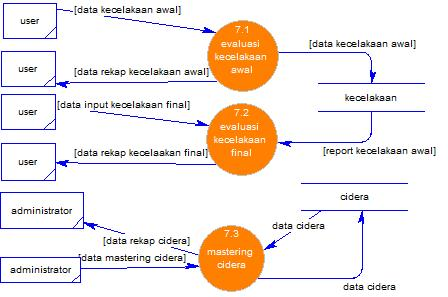 user
[data kecelakaan awal]
7.1
evaluasi
kecelakaan
awal
[data kecelakaan awal]
user
[data rekap kecelakaan awal]
kecelakaan
user
[data input kecelakaan final]
7.2
evaluasi
kecelakaan
final
user
[data rekap kecelaakan final]
[report kecelakaan awal]
cidera
administrator
data cidera
[data rekap cidera]
7.3
mastering
cidera
[data mastering cidera]
administrator
data cidera